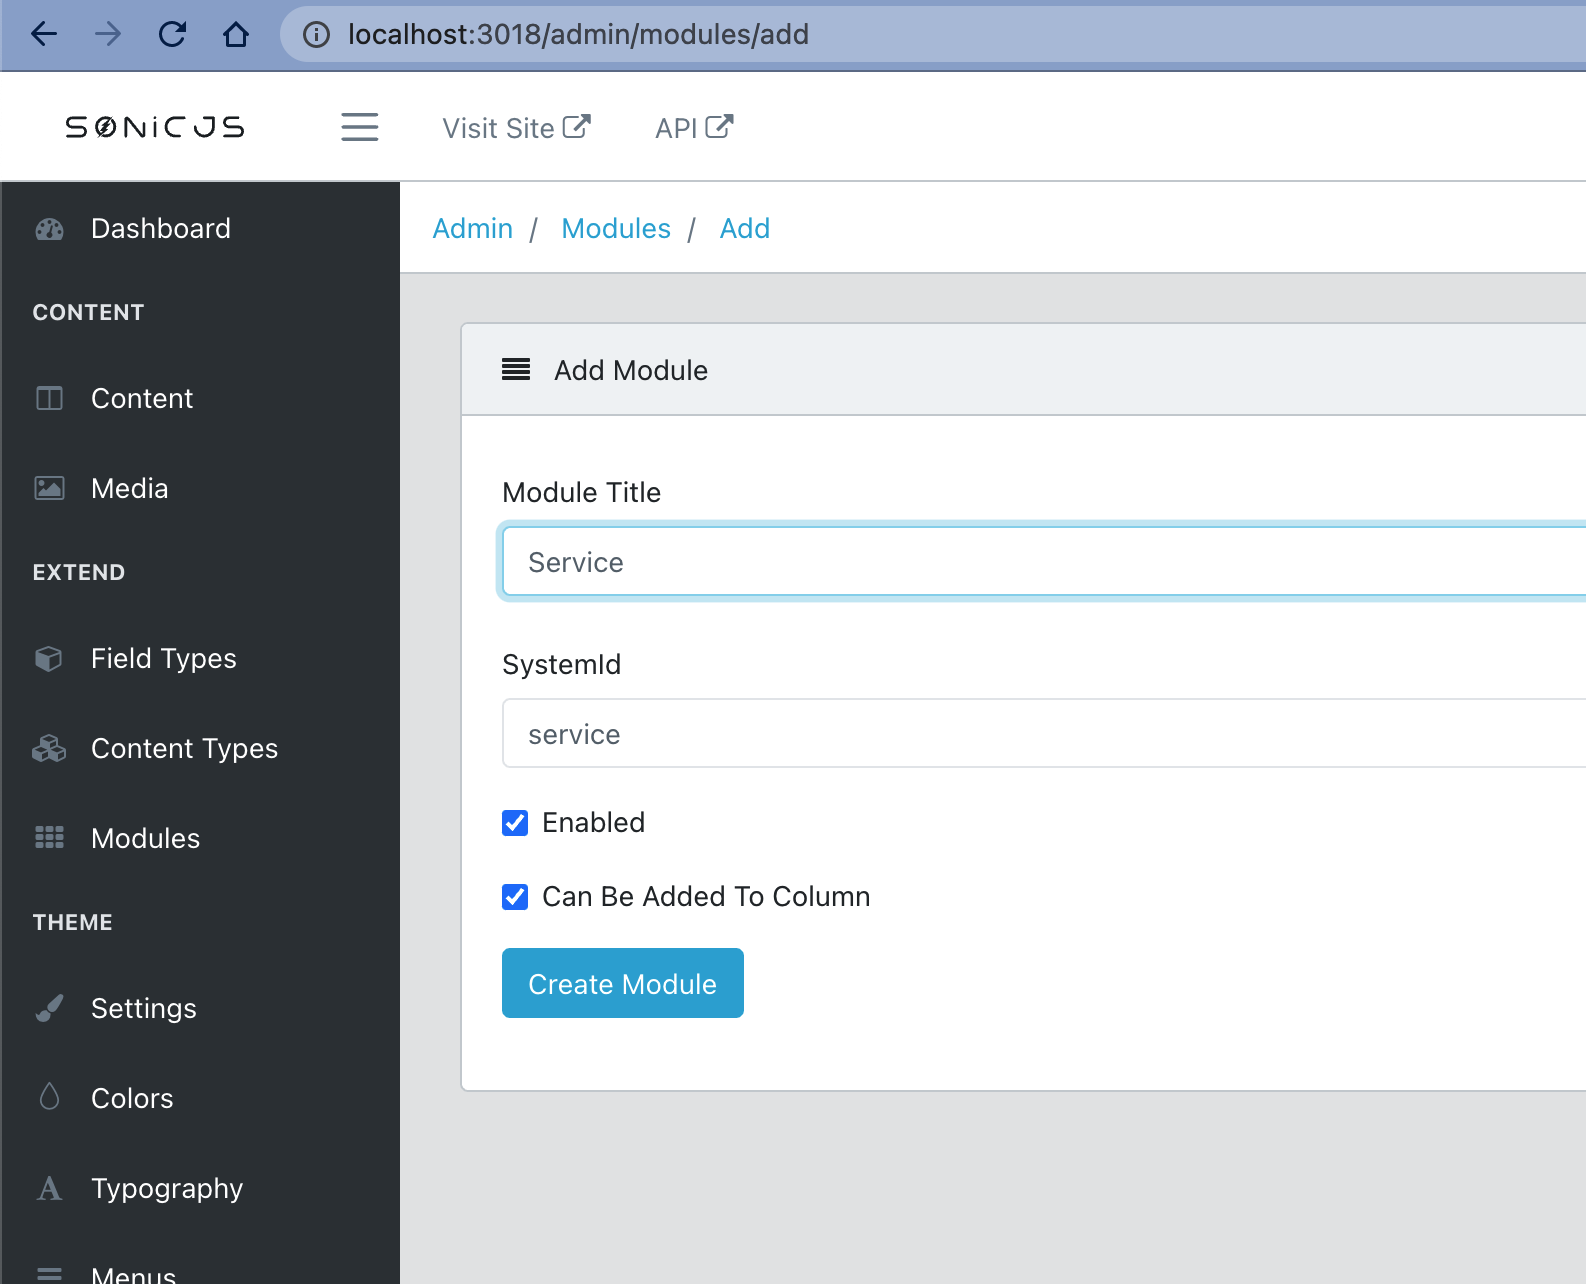 localhost:3018/admin/modules/add
SONiCJS
Visit Site
API
Dashboard
CONTENT
Content
Media
EXTEND
Field Types
Content Types
Modules
THEME
Settings
Colors
Typography
Menus
Admin / Modules / Add
Add Module
Module Title
Service
SystemId
service
Enabled
Can Be Added To Column
Create Module